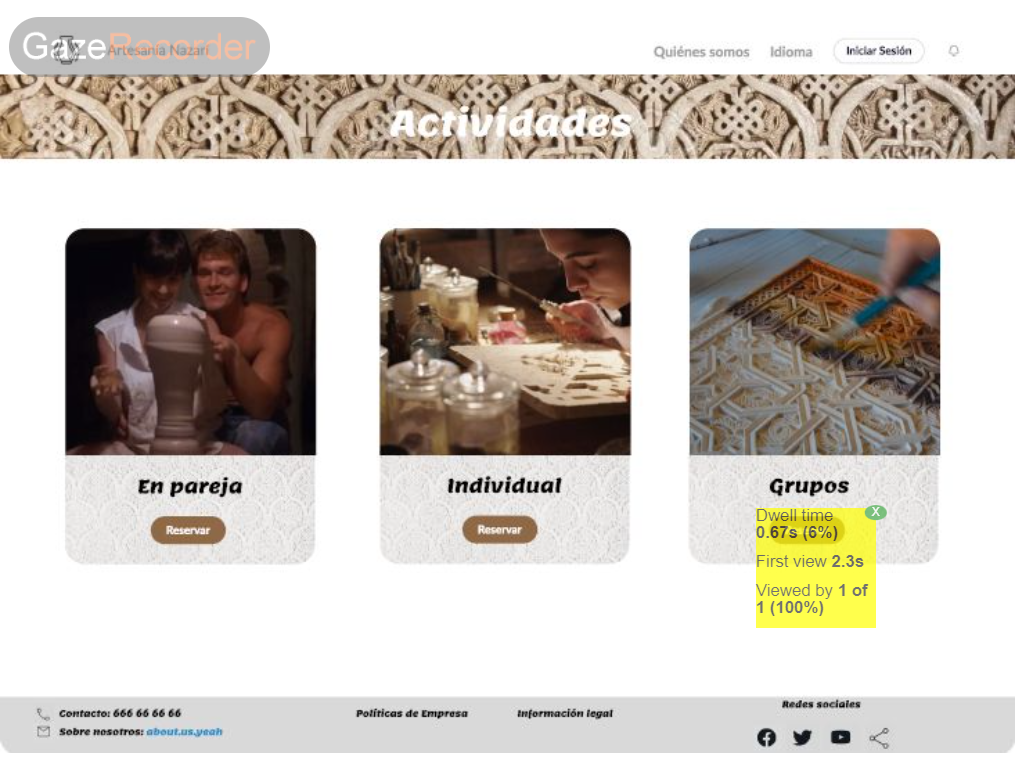 GazeRecorder
Artesanía Nazarí
Quiénes somos
Idioma
Iniciar Sesión
Actividades
En pareja
Reservar
Individual
Reservar
Grupos
Dwell time
0.67s (6%)
X
First view 2.3s
Viewed by 1 of
1 (100%)
Contacto: 666 66 66 66
Sobre nosotros: about.us.yeah
Políticas de Empresa
Información legal
Redes sociales